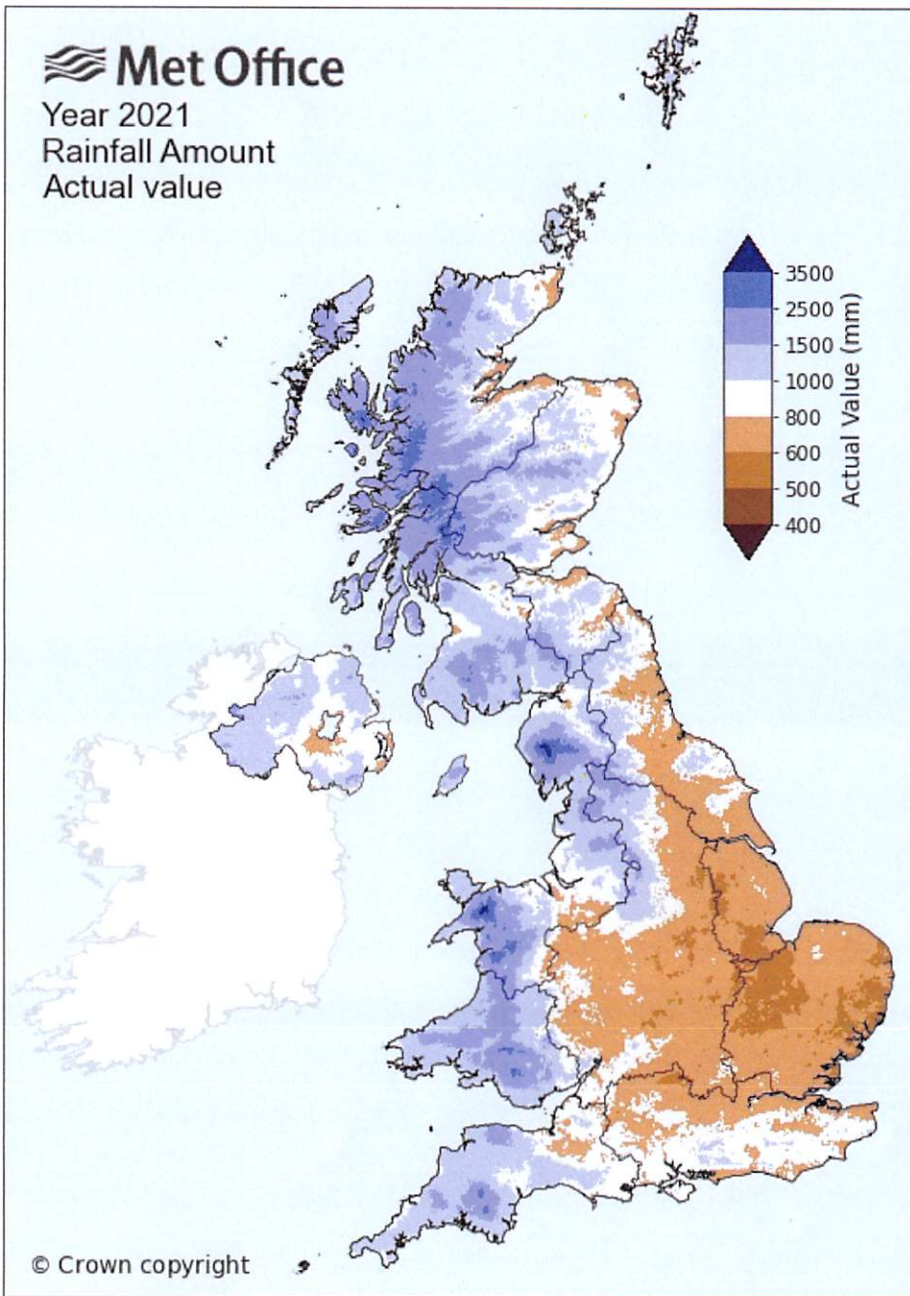 Met Office
Year 2021
Rainfall Amount
Actual value
3500
2500
1500
1000
800
600
500
400
Actual Value (mm)
© Crown copyright